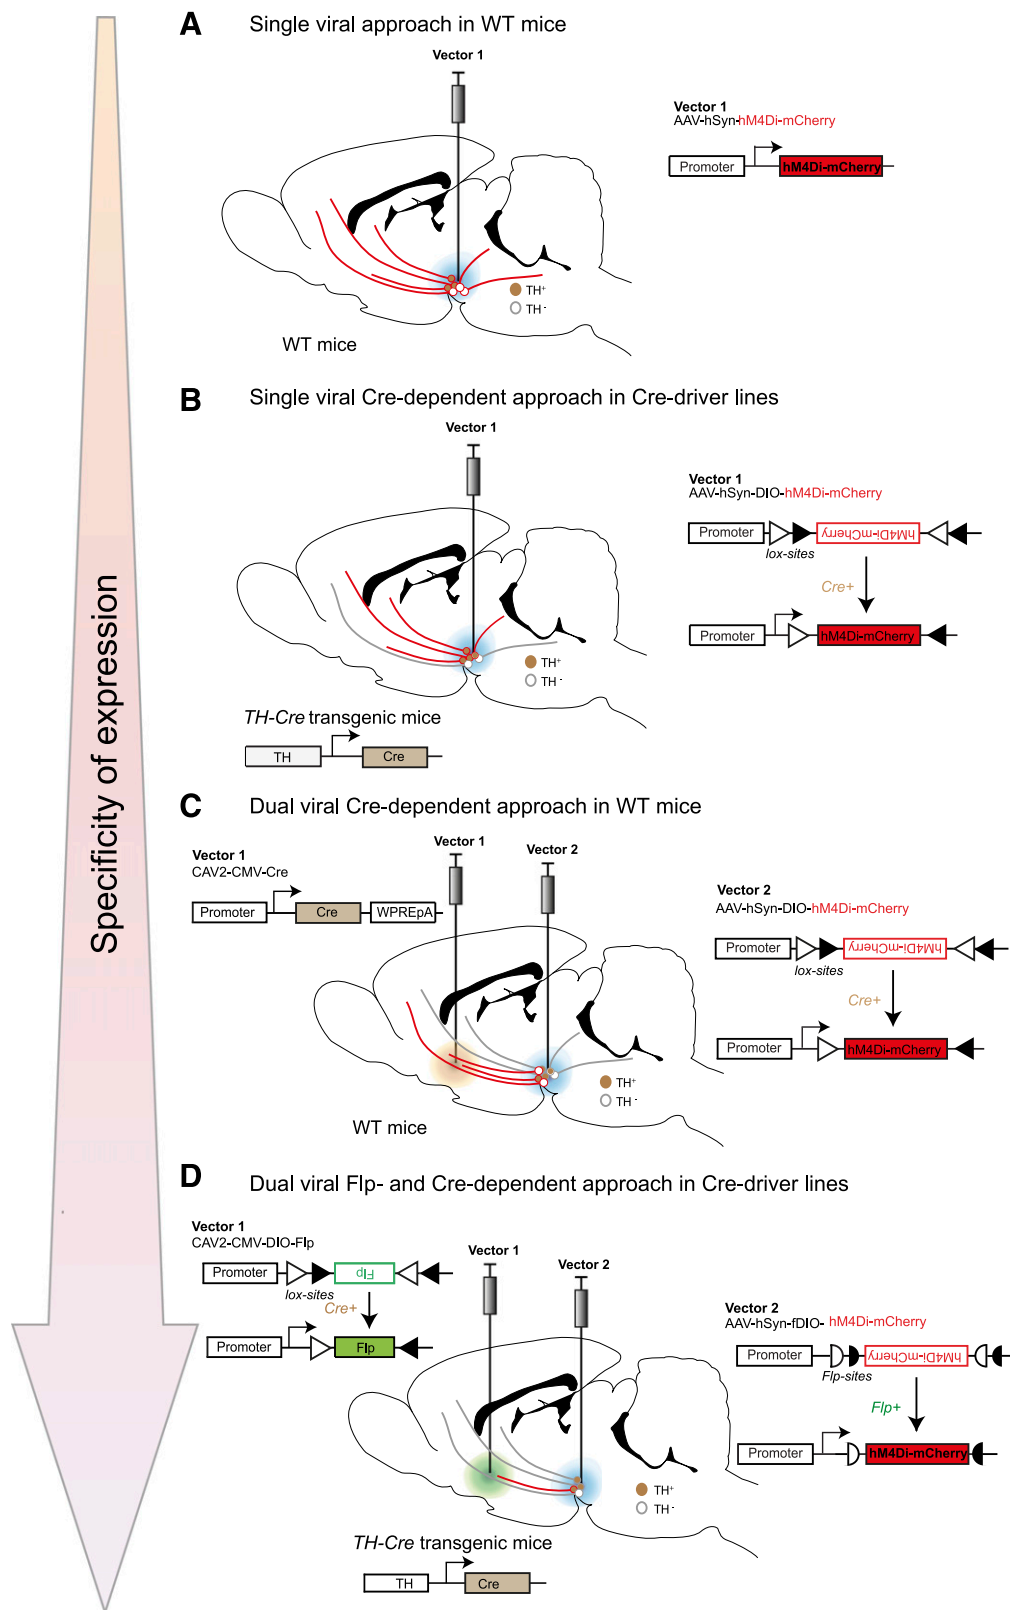 Specificity of expression
A Single viral approach in WT mice
Vector 1
Vector 1
AAV-hSyn-hM4Di-mCherry
Promoter hM4Di-mCherry
TH+
TH-
WT mice
B Single viral Cre-dependent approach in Cre-driver lines
Vector 1
Vector 1
AAV-hSyn-DIO-hM4Di-mCherry
Promoter hM4Di-mCherry
lox-sites
Cre+
Promoter hM4Di-mCherry
TH+
TH-
TH-Cre transgenic mice
TH Cre
C Dual viral Cre-dependent approach in WT mice
Vector 1
CAV2-CMV-Cre
Promoter Cre WPREpA
Vector 1 Vector 2
Vector 2
AAV-hSyn-DIO-hM4Di-mCherry
Promoter hM4Di-mCherry
lox-sites
Cre+
Promoter hM4Di-mCherry
TH+
TH-
WT mice
D Dual viral Flp- and Cre-dependent approach in Cre-driver lines
Vector 1
CAV2-CMV-DIO-Flp
Promoter Flp
lox-sites
Cre+
Promoter Flp
Vector 1 Vector 2
Vector 2
AAV-hSyn-fDIO- hM4Di-mCherry
Promoter hM4Di-mCherry
Flp-sites
Flp+
Promoter hM4Di-mCherry
TH+
TH-
TH-Cre transgenic mice
TH Cre